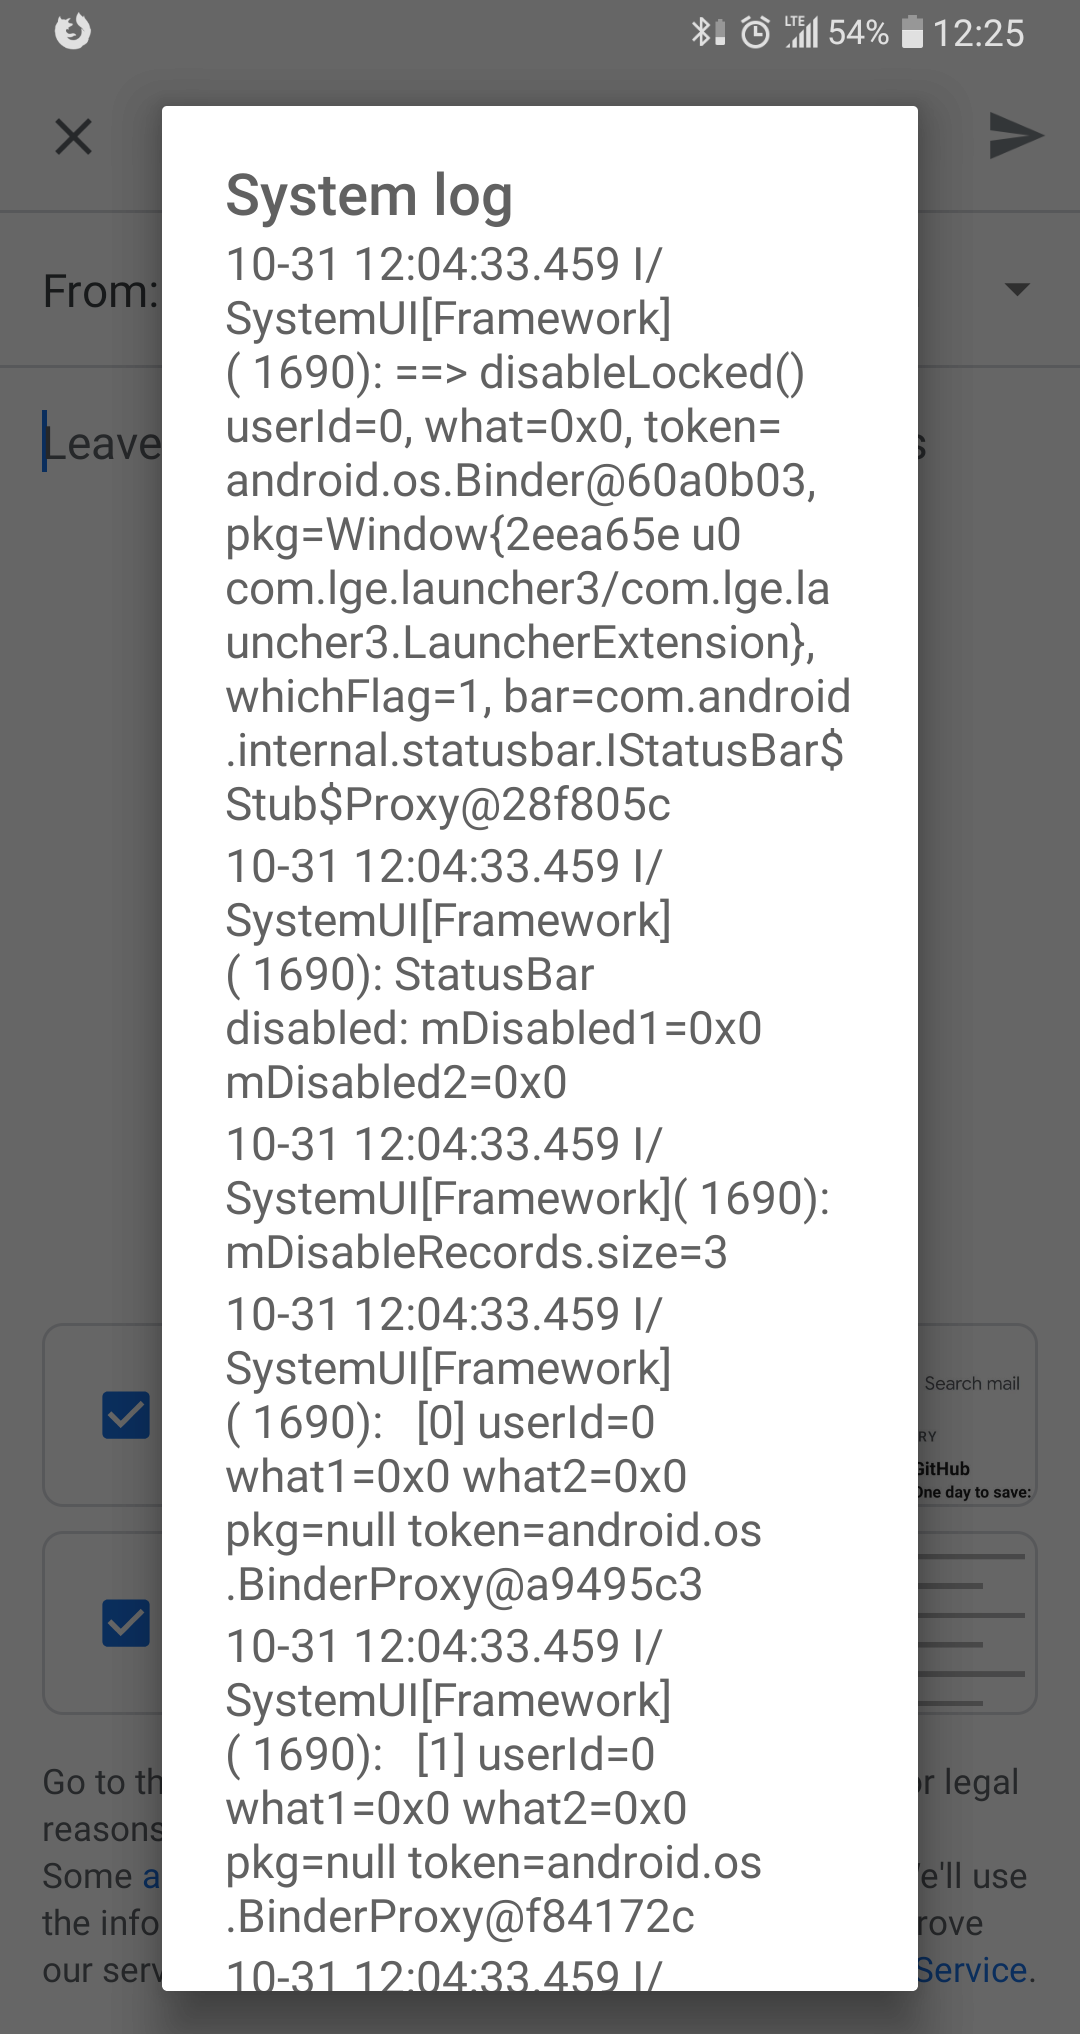 LTE 54% 12:25
System log
10-31 12:04:33.459 I/
SystemUI[Framework]
( 1690): ==> disableLocked()
userId=0, what=0x0, token=
android.os.Binder@60a0b03,
pkg=Window{2eea65e u0
com.lge.launcher3/com.lge.la
uncher3.LauncherExtension},
whichFlag=1, bar=com.android
.internal.statusbar.IStatusBar$
Stub$Proxy@28f805c
10-31 12:04:33.459 I/
SystemUI[Framework]
( 1690): StatusBar
disabled: mDisabled1=0x0
mDisabled2=0x0
10-31 12:04:33.459 I/
SystemUI[Framework]( 1690):
mDisableRecords.size=3
10-31 12:04:33.459 I/
SystemUI[Framework]
( 1690):   [0] userId=0
what1=0x0 what2=0x0
pkg=null token=android.os
.BinderProxy@a9495c3
10-31 12:04:33.459 I/
SystemUI[Framework]
( 1690):   [1] userId=0
what1=0x0 what2=0x0
pkg=null token=android.os
.BinderProxy@f84172c
10-31 12:04:33.459 I/
From:
Leave
Search mail
RY
GitHub
One day to save:
Go to th
r legal
reasons
Some a
e'll use
the info
rove
our serv
Service.